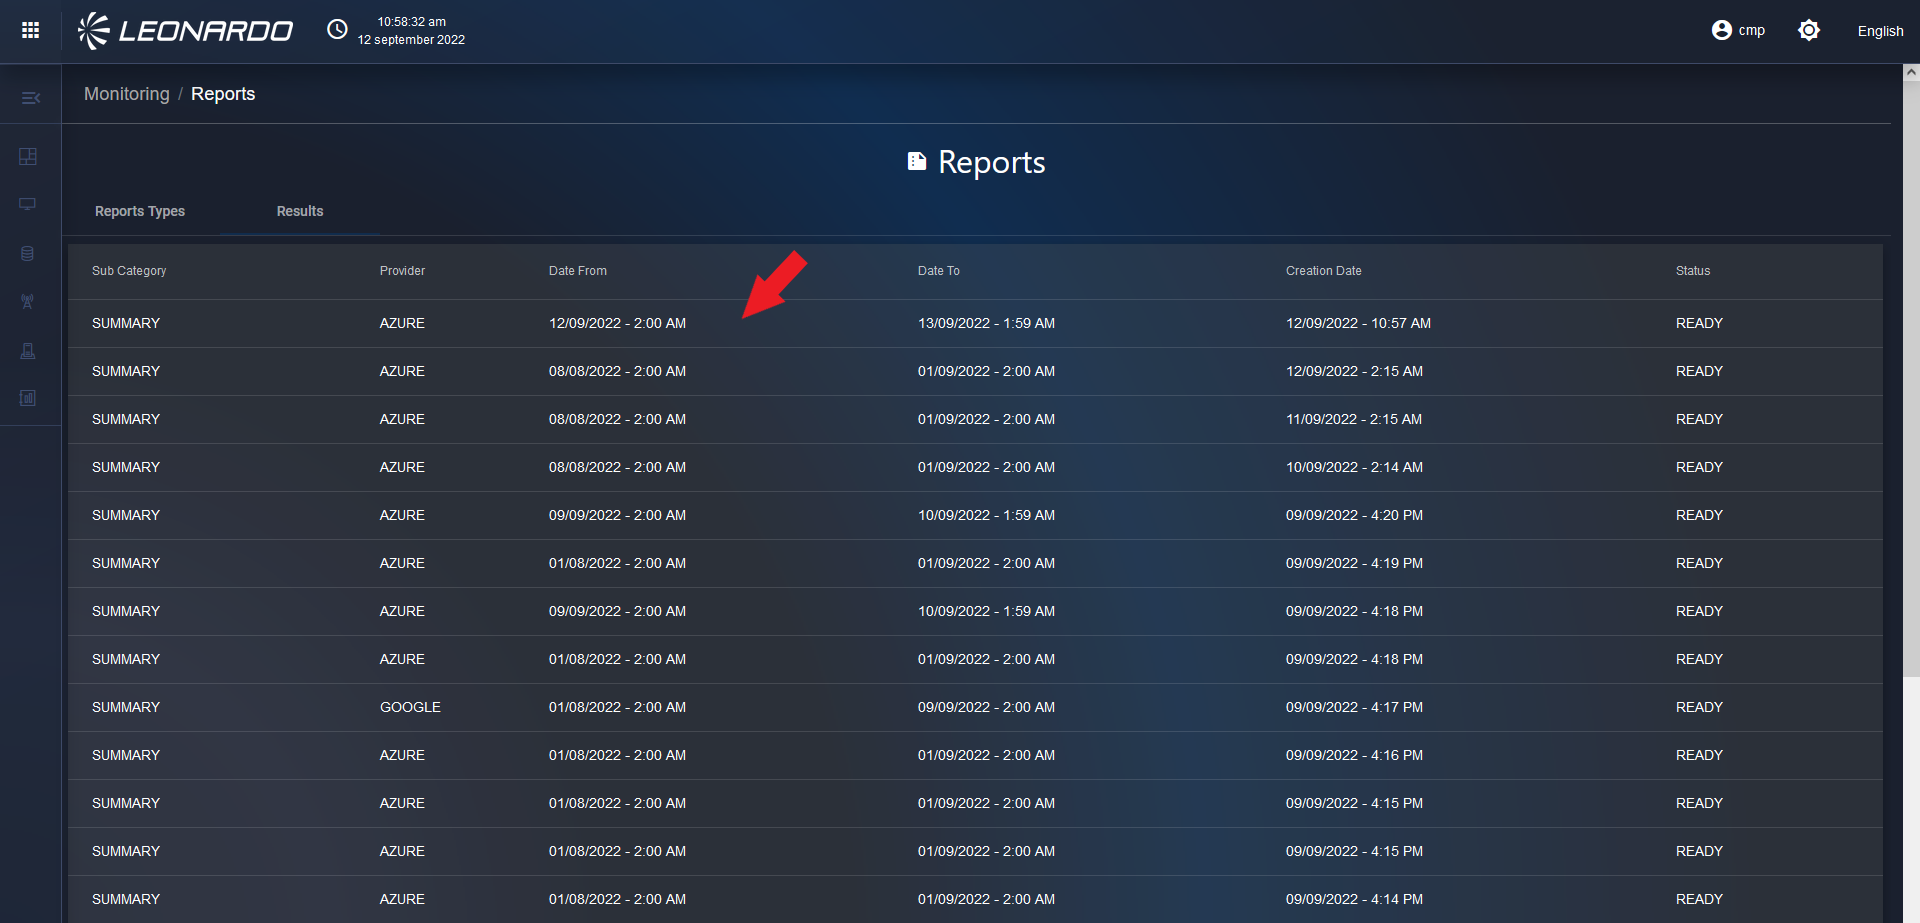 LEONARDO
10:58:32 am
12 september 2022
cmp
English
Monitoring / Reports
Reports
Reports Types Results
Sub Category Provider Date From Date To Creation Date Status
SUMMARY AZURE 12/09/2022 - 2:00 AM 13/09/2022 - 1:59 AM 12/09/2022 - 10:57 AM READY
SUMMARY AZURE 08/08/2022 - 2:00 AM 01/09/2022 - 2:00 AM 12/09/2022 - 2:15 AM READY
SUMMARY AZURE 08/08/2022 - 2:00 AM 01/09/2022 - 2:00 AM 11/09/2022 - 2:15 AM READY
SUMMARY AZURE 08/08/2022 - 2:00 AM 01/09/2022 - 2:00 AM 10/09/2022 - 2:14 AM READY
SUMMARY AZURE 09/09/2022 - 2:00 AM 10/09/2022 - 1:59 AM 09/09/2022 - 4:20 PM READY
SUMMARY AZURE 01/08/2022 - 2:00 AM 01/09/2022 - 2:00 AM 09/09/2022 - 4:19 PM READY
SUMMARY AZURE 09/09/2022 - 2:00 AM 10/09/2022 - 1:59 AM 09/09/2022 - 4:18 PM READY
SUMMARY AZURE 01/08/2022 - 2:00 AM 01/09/2022 - 2:00 AM 09/09/2022 - 4:18 PM READY
SUMMARY GOOGLE 01/08/2022 - 2:00 AM 09/09/2022 - 2:00 AM 09/09/2022 - 4:17 PM READY
SUMMARY AZURE 01/08/2022 - 2:00 AM 01/09/2022 - 2:00 AM 09/09/2022 - 4:16 PM READY
SUMMARY AZURE 01/08/2022 - 2:00 AM 01/09/2022 - 2:00 AM 09/09/2022 - 4:15 PM READY
SUMMARY AZURE 01/08/2022 - 2:00 AM 01/09/2022 - 2:00 AM 09/09/2022 - 4:15 PM READY
SUMMARY AZURE 01/08/2022 - 2:00 AM 01/09/2022 - 2:00 AM 09/09/2022 - 4:14 PM READY